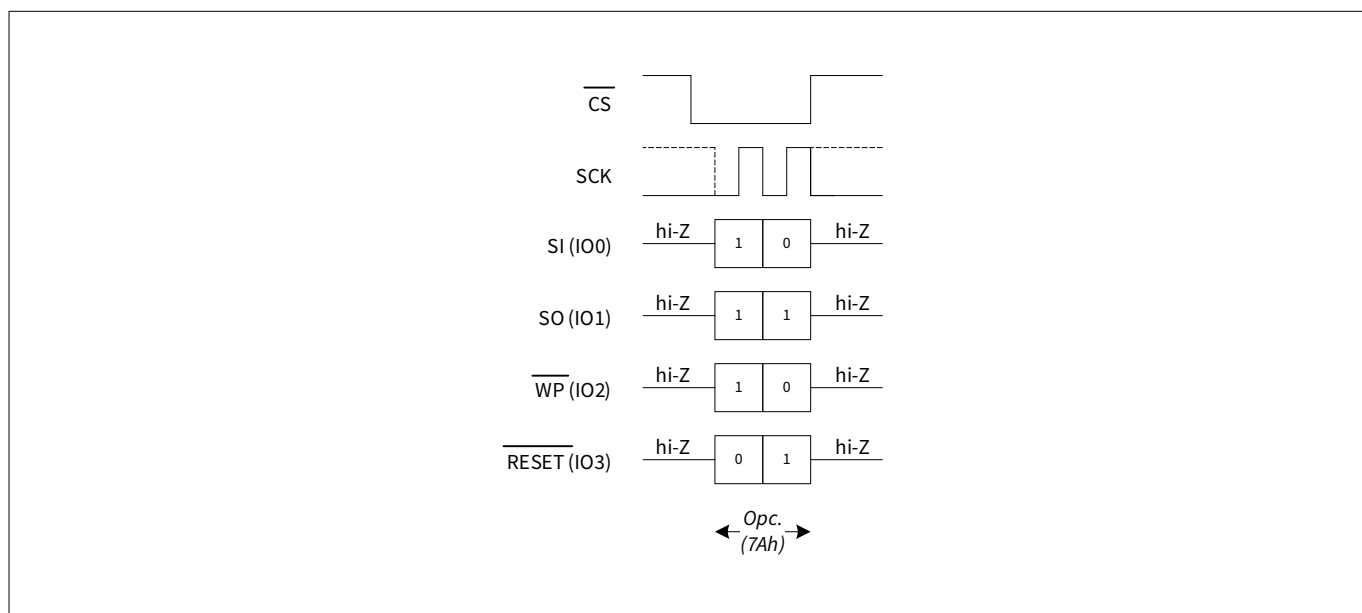 CS
SCK
hi-Z 1 0 hi-Z
SI (IO0)
hi-Z 1 1 hi-Z
SO (IO1)
hi-Z 1 0 hi-Z
WP (IO2)
hi-Z 0 1 hi-Z
RESET (IO3)
Opc.
(7Ah)